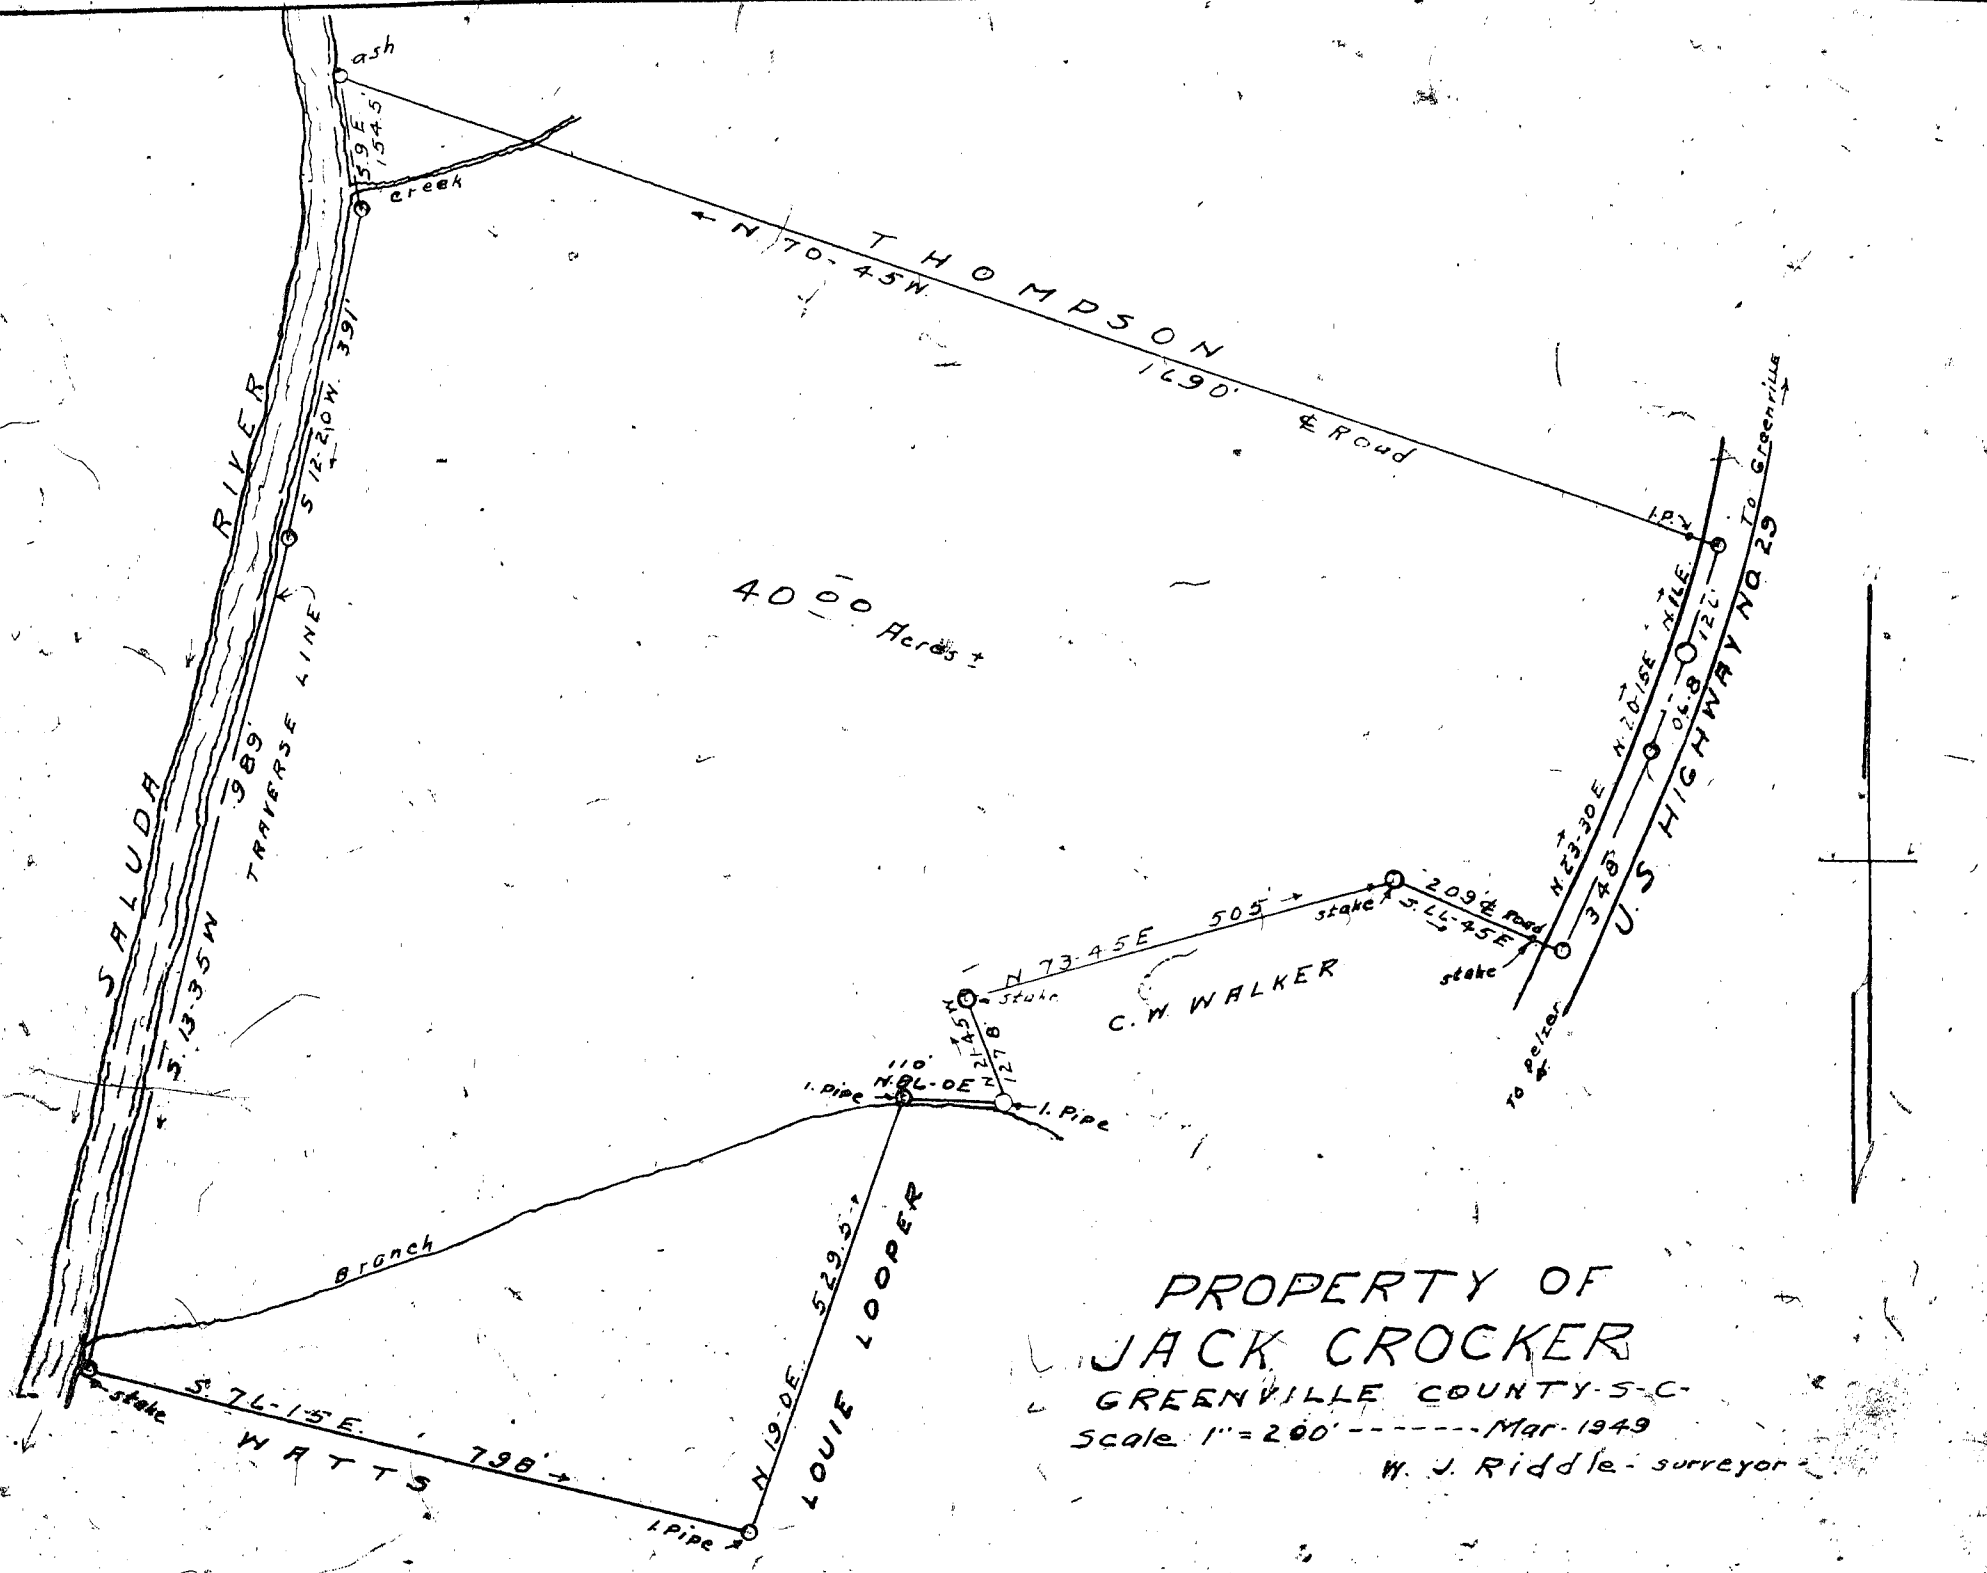 ash
S 9 E
154.5
creek
← N 70-45 W.
THOMPSON
1690'
℄ Road
S 12-20 W. 391'
RIVER
SALUDA
40 00 Acres ±
TRAVERSE LINE
S. 13-35 W 989'
I.P.
To Greenville
U.S HIGHWAY NO. 29
N. 16 E.
N. 20-15 E
N. 23-30 E
348'
209' ℄ Road
S. 66-45 E
stake
stake
N 73-45 E 505' →
stake
C. W. WALKER
To Pelzer
N 21-45 W
127.8'
110'
N. 86-0 E
I. Pipe
I. Pipe
Branch
N 19-0 E. 529.5 →
LOUIE LOOPER
stake
S. 76-15 E. 798' →
WATTS
I. Pipe
PROPERTY OF
JACK CROCKER
GREENVILLE COUNTY-S-C-
Scale 1" = 200' ------- Mar-1949
W. J. Riddle - surveyor -